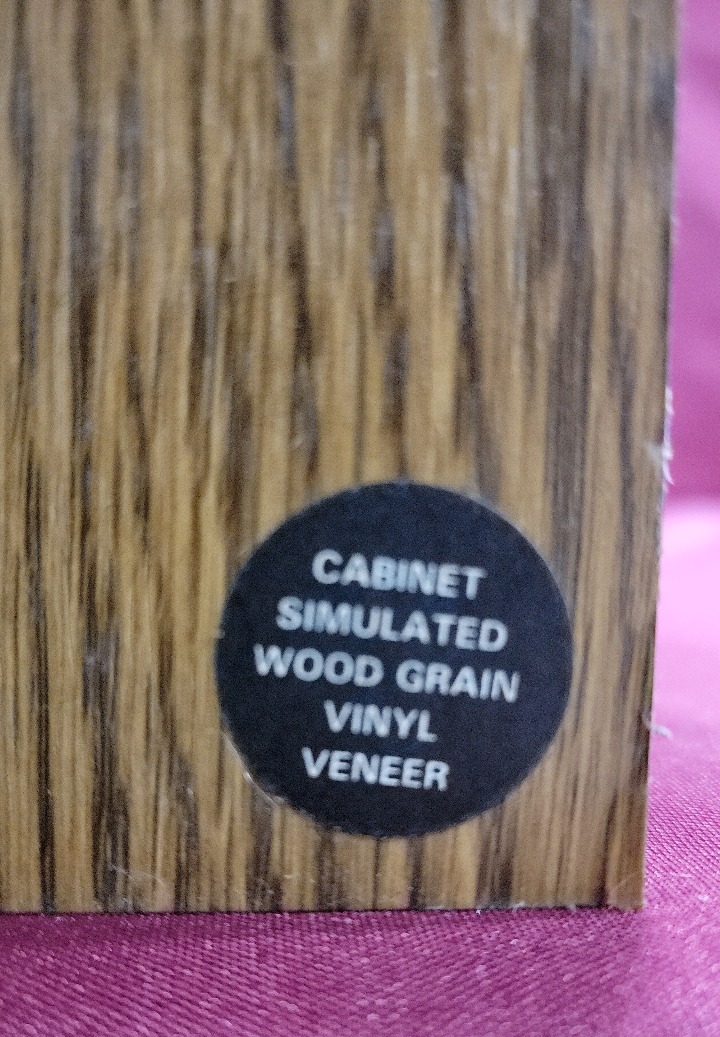 CABINET
SIMULATED
WOOD GRAIN
VINYL
VENEER